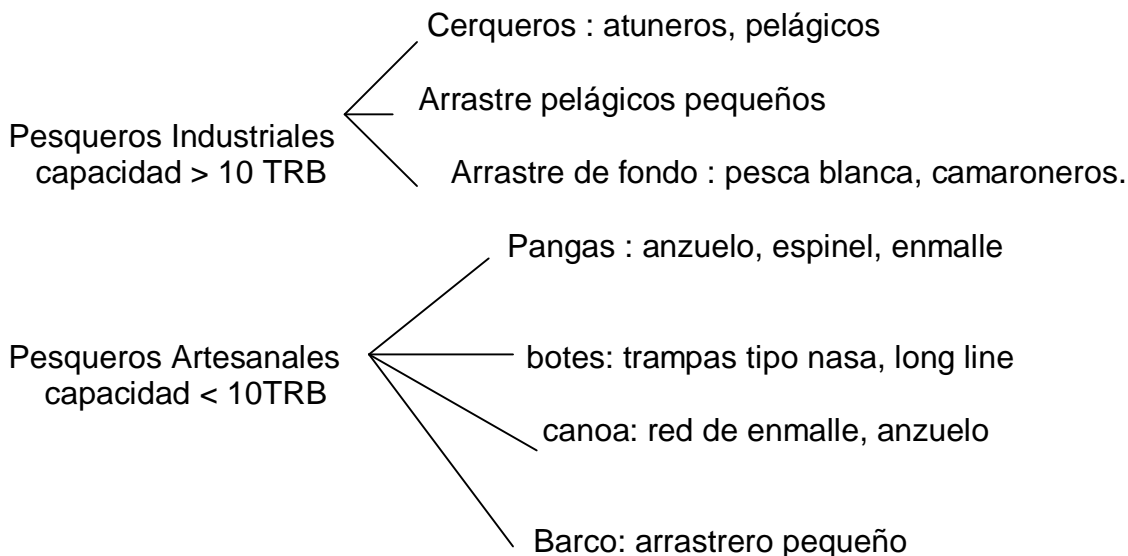 Cerqueros : atuneros, pelágicos
Arrastre pelágicos pequeños
Pesqueros Industriales
capacidad > 10 TRB
Arrastre de fondo : pesca blanca, camaroneros.
Pangas : anzuelo, espinel, enmalle
Pesqueros Artesanales
capacidad < 10TRB
botes: trampas tipo nasa, long line
canoa: red de enmalle, anzuelo
Barco: arrastrero pequeño